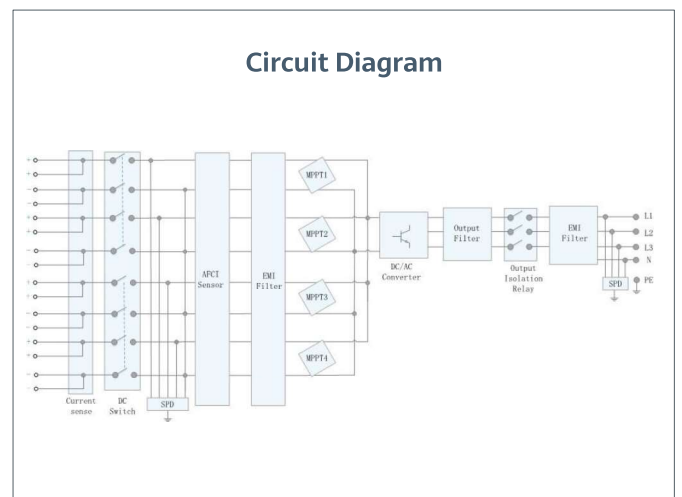 Circuit Diagram
+
+
-
-
+
+
-
-
+
+
-
-
+
+
-
-
Current
sense
DC
Switch
SPD
AFCI
Sensor
EMI
Filter
MPPT1
MPPT2
MPPT3
MPPT4
DC/AC
Converter
Output
Filter
Output
Isolation
Relay
EMI
Filter
SPD
L1
L2
L3
N
PE